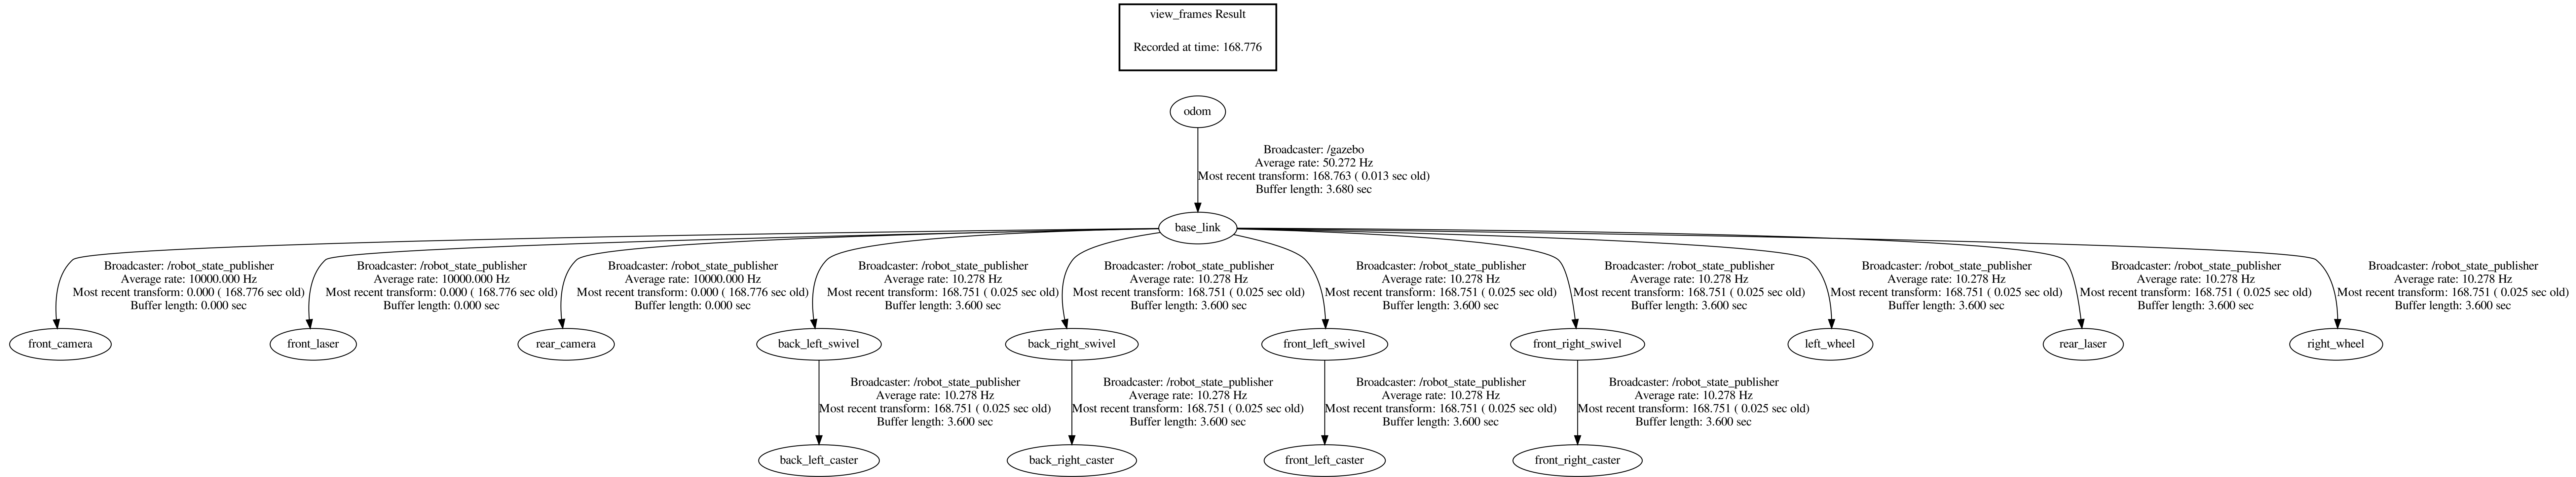 view_frames Result
Recorded at time: 168.776
odom
Broadcaster: /gazebo
Average rate: 50.272 Hz
Most recent transform: 168.763 ( 0.013 sec old)
Buffer length: 3.680 sec
base_link
Broadcaster: /robot_state_publisher
Average rate: 10000.000 Hz
Most recent transform: 0.000 ( 168.776 sec old)
Buffer length: 0.000 sec
Broadcaster: /robot_state_publisher
Average rate: 10000.000 Hz
Most recent transform: 0.000 ( 168.776 sec old)
Buffer length: 0.000 sec
Broadcaster: /robot_state_publisher
Average rate: 10000.000 Hz
Most recent transform: 0.000 ( 168.776 sec old)
Buffer length: 0.000 sec
Broadcaster: /robot_state_publisher
Average rate: 10.278 Hz
Most recent transform: 168.751 ( 0.025 sec old)
Buffer length: 3.600 sec
Broadcaster: /robot_state_publisher
Average rate: 10.278 Hz
Most recent transform: 168.751 ( 0.025 sec old)
Buffer length: 3.600 sec
Broadcaster: /robot_state_publisher
Average rate: 10.278 Hz
Most recent transform: 168.751 ( 0.025 sec old)
Buffer length: 3.600 sec
Broadcaster: /robot_state_publisher
Average rate: 10.278 Hz
Most recent transform: 168.751 ( 0.025 sec old)
Buffer length: 3.600 sec
Broadcaster: /robot_state_publisher
Average rate: 10.278 Hz
Most recent transform: 168.751 ( 0.025 sec old)
Buffer length: 3.600 sec
Broadcaster: /robot_state_publisher
Average rate: 10.278 Hz
Most recent transform: 168.751 ( 0.025 sec old)
Buffer length: 3.600 sec
Broadcaster: /robot_state_publisher
Average rate: 10.278 Hz
Most recent transform: 168.751 ( 0.025 sec old)
Buffer length: 3.600 sec
front_camera
front_laser
rear_camera
back_left_swivel
back_right_swivel
front_left_swivel
front_right_swivel
left_wheel
rear_laser
right_wheel
Broadcaster: /robot_state_publisher
Average rate: 10.278 Hz
Most recent transform: 168.751 ( 0.025 sec old)
Buffer length: 3.600 sec
Broadcaster: /robot_state_publisher
Average rate: 10.278 Hz
Most recent transform: 168.751 ( 0.025 sec old)
Buffer length: 3.600 sec
Broadcaster: /robot_state_publisher
Average rate: 10.278 Hz
Most recent transform: 168.751 ( 0.025 sec old)
Buffer length: 3.600 sec
Broadcaster: /robot_state_publisher
Average rate: 10.278 Hz
Most recent transform: 168.751 ( 0.025 sec old)
Buffer length: 3.600 sec
back_left_caster
back_right_caster
front_left_caster
front_right_caster